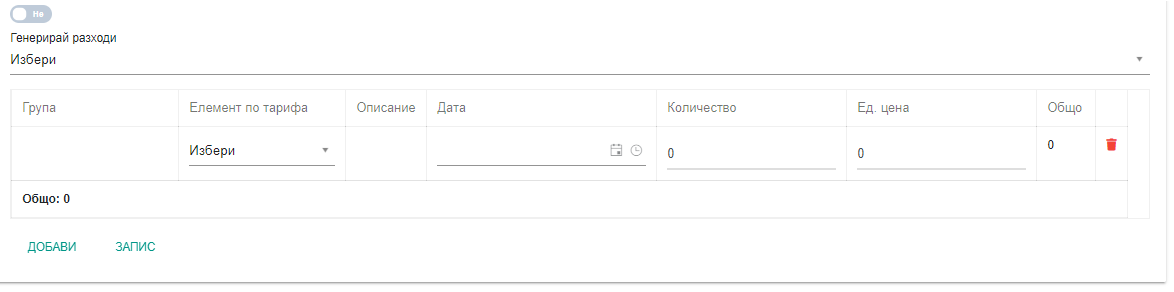 Не
Генерирай разходи
Избери
Група Елемент по тарифа Описание Дата Количество Ед. цена Общо
Избери 0 0 0
Общо: 0
ДОБАВИ ЗАПИС